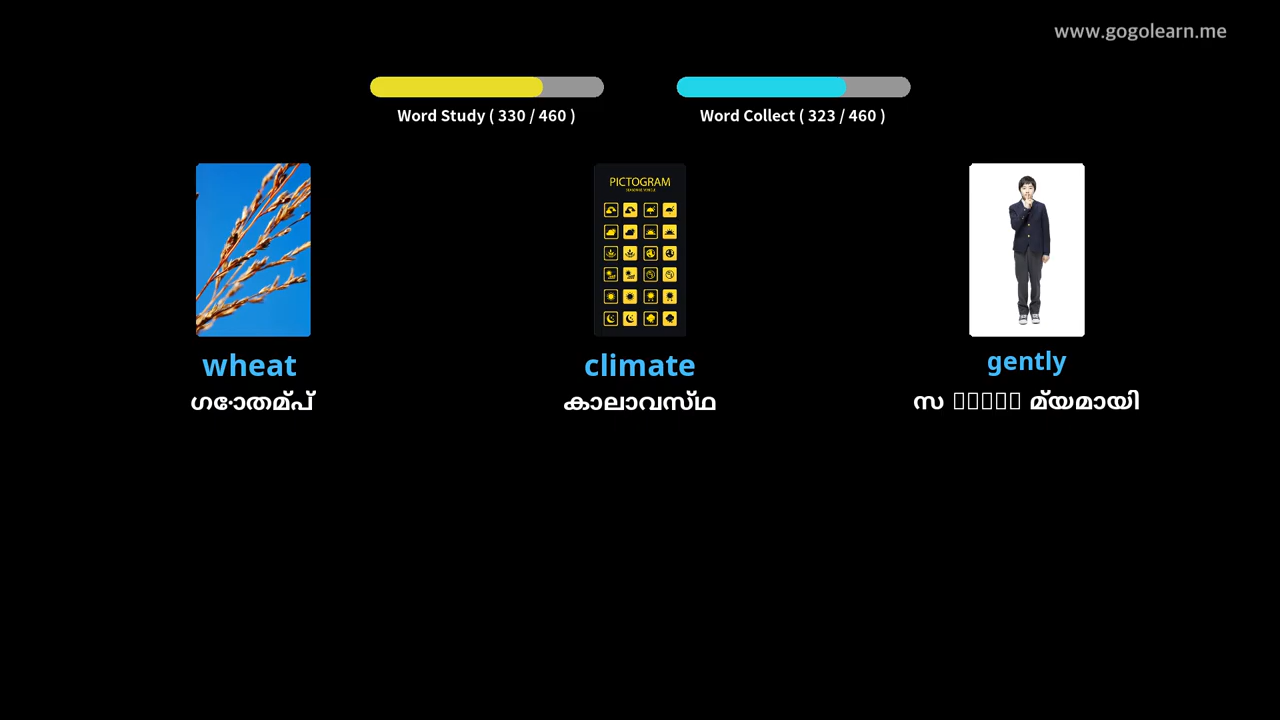 www.gogolearn.me
Word Study ( 330 / 460 )
Word Collect ( 323 / 460 )
PICTOGRAM
wheat
climate
gently
ഗോതമ്പ്
കാലാവസ്ഥ
സ □□□□□ മ്യമായി